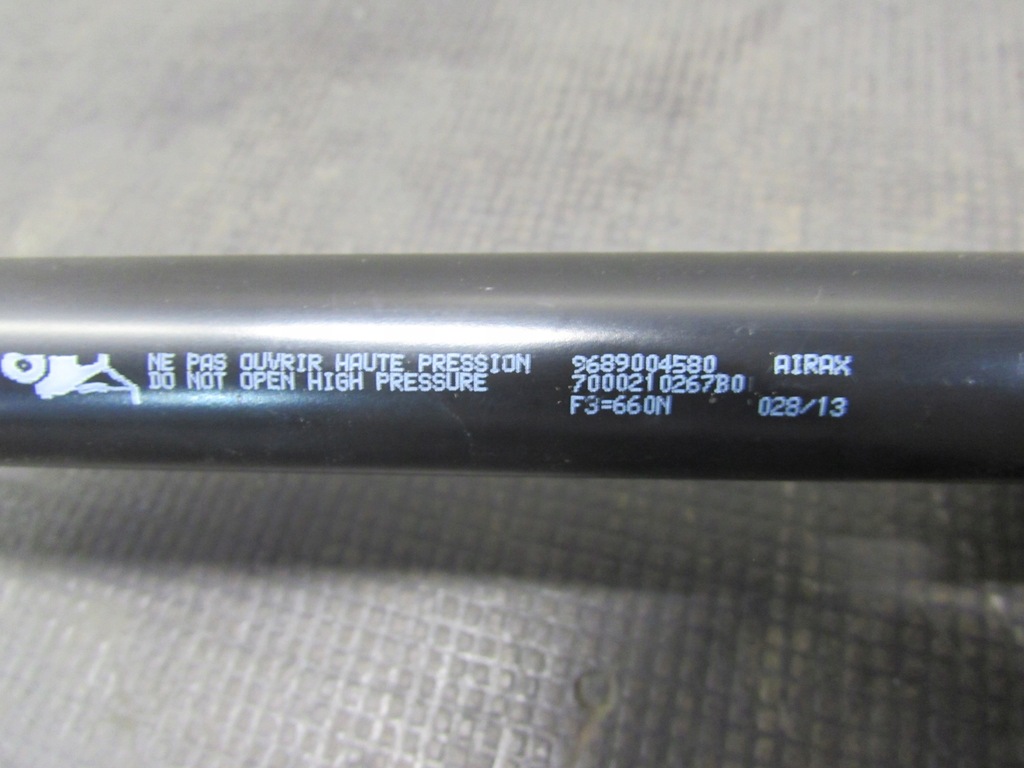 NE PAS OUVRIR HAUTE PRESSION
DO NOT OPEN HIGH PRESSURE
9689004580 AIRAX
7000210267B0
F3=660N 028/13